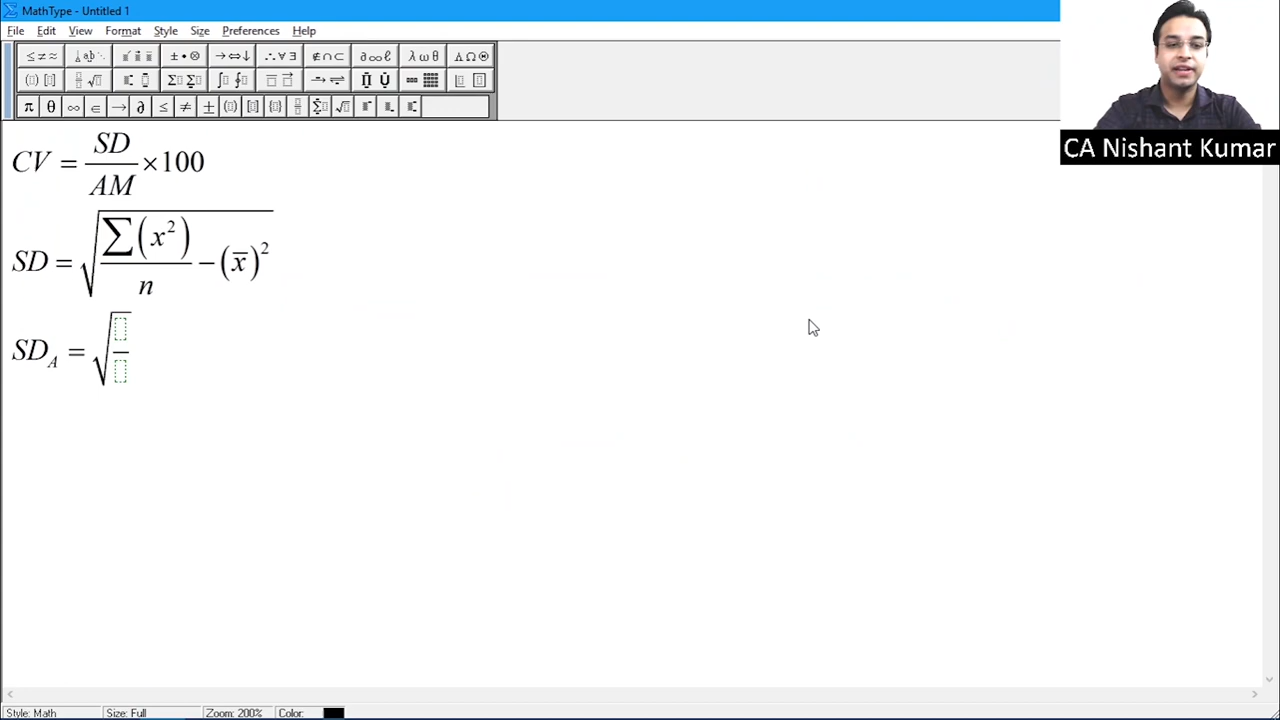 MathType - Untitled 1
File Edit View Format Style Size Preferences Help
CA Nishant Kumar
CV = SD/AM × 100
SD = √(∑(x²)/n − (x̄)²)
SD_A = √
Style: Math Size: Full Zoom: 200% Color: